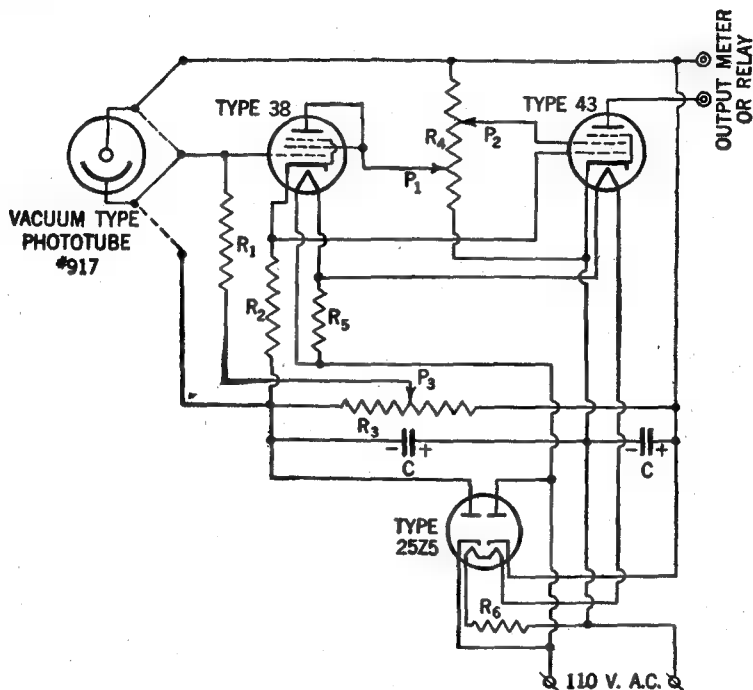 OUTPUT METER
OR RELAY
TYPE 38
TYPE 43
R4
P2
P1
VACUUM TYPE
PHOTOTUBE
#917
R1
R2
R5
P3
R3
- +
C
- +
C
TYPE
25Z5
R6
110 V. A.C.